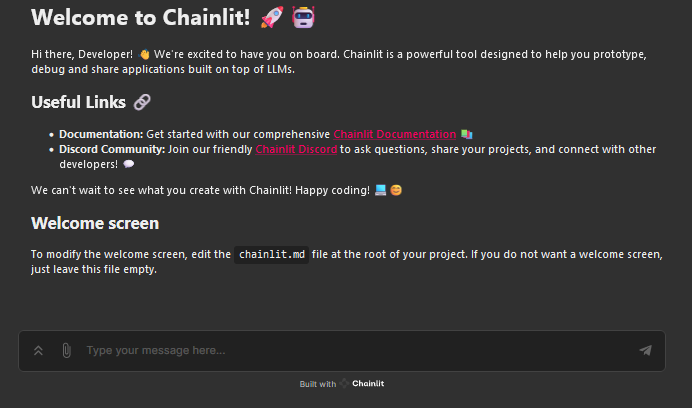 Welcome to Chainlit! 🚀🤖
Hi there, Developer! 👋 We're excited to have you on board. Chainlit is a powerful tool designed to help you prototype,
debug and share applications built on top of LLMs.
Useful Links 🔗
• Documentation: Get started with our comprehensive Chainlit Documentation 📚
• Discord Community: Join our friendly Chainlit Discord to ask questions, share your projects, and connect with other
developers! 💬
We can't wait to see what you create with Chainlit! Happy coding! 💻😊
Welcome screen
To modify the welcome screen, edit the chainlit.md file at the root of your project. If you do not want a welcome screen,
just leave this file empty.
Type your message here...
Built with Chainlit